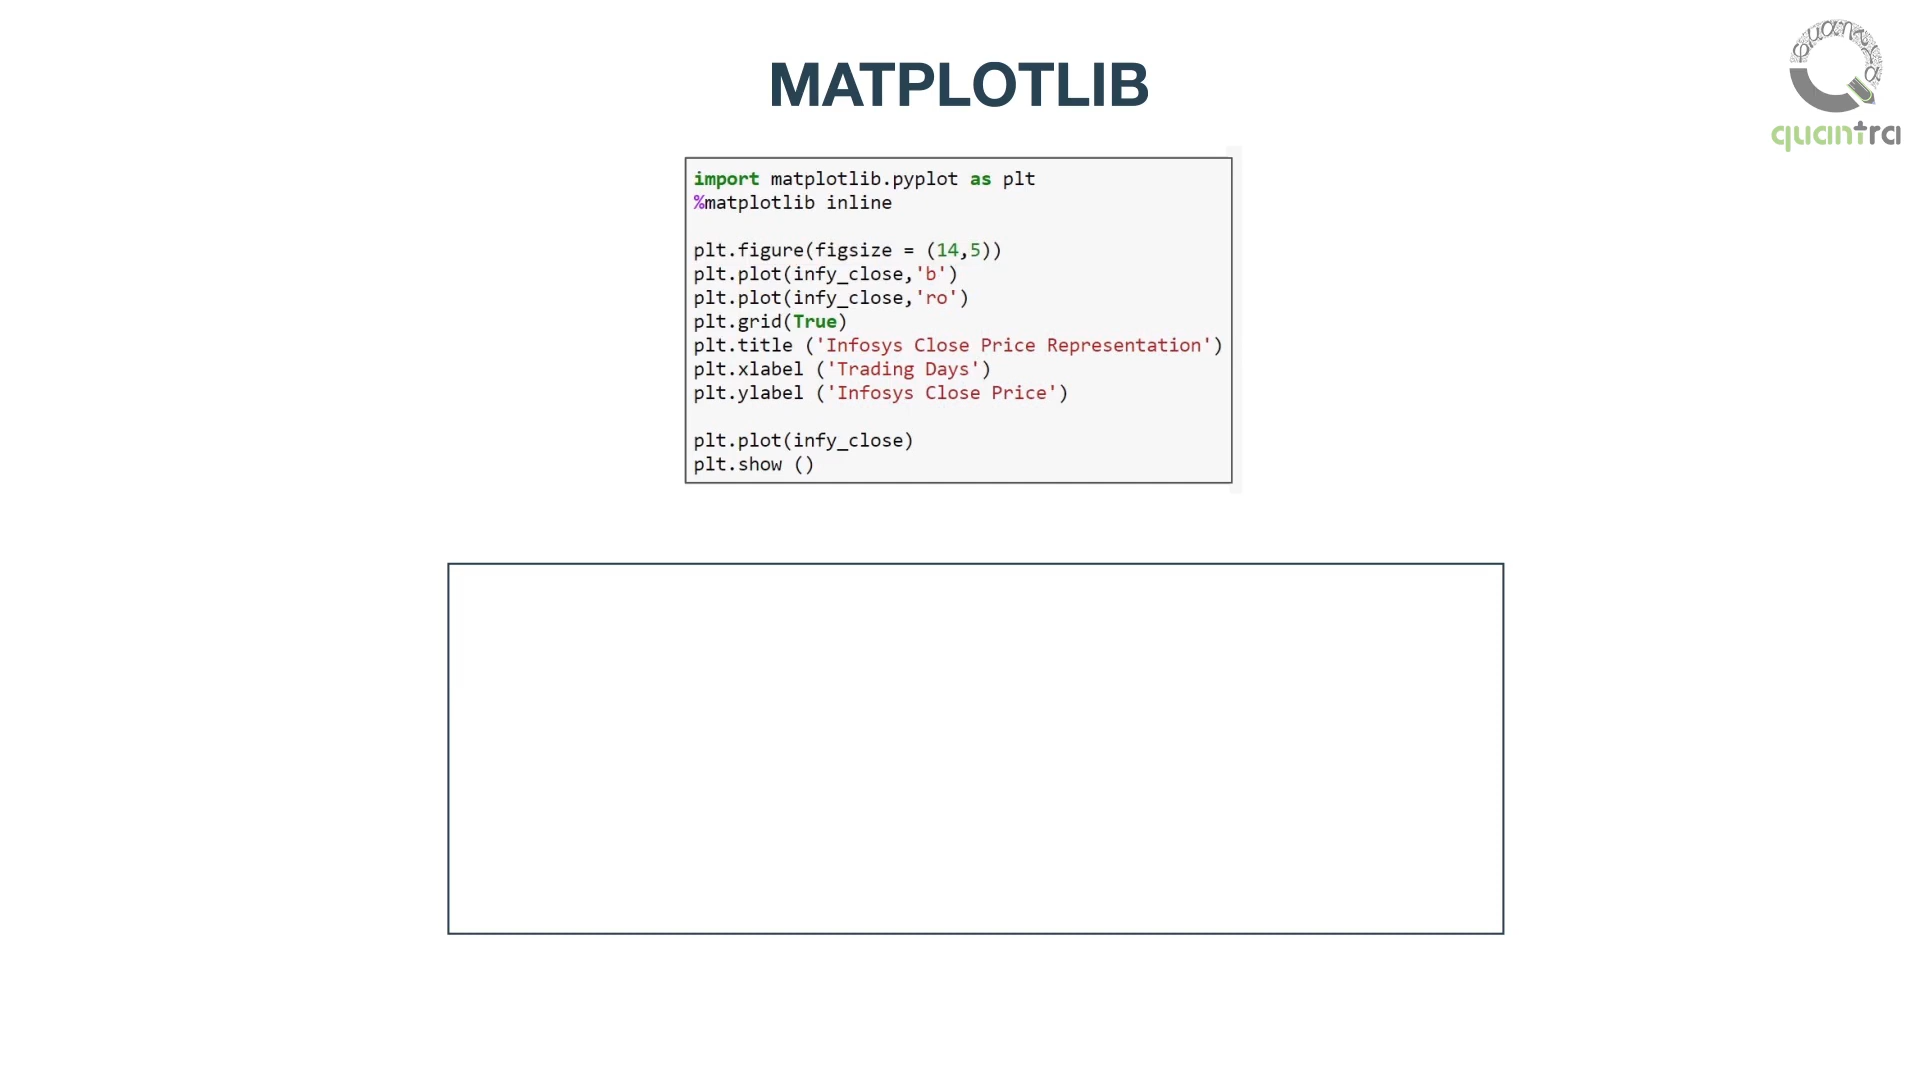 MATPLOTLIB
quantra
import matplotlib.pyplot as plt
%matplotlib inline
plt.figure(figsize = (14,5))
plt.plot(infy_close,'b')
plt.plot(infy_close,'ro')
plt.grid(True)
plt.title ('Infosys Close Price Representation')
plt.xlabel ('Trading Days')
plt.ylabel ('Infosys Close Price')
plt.plot(infy_close)
plt.show ()